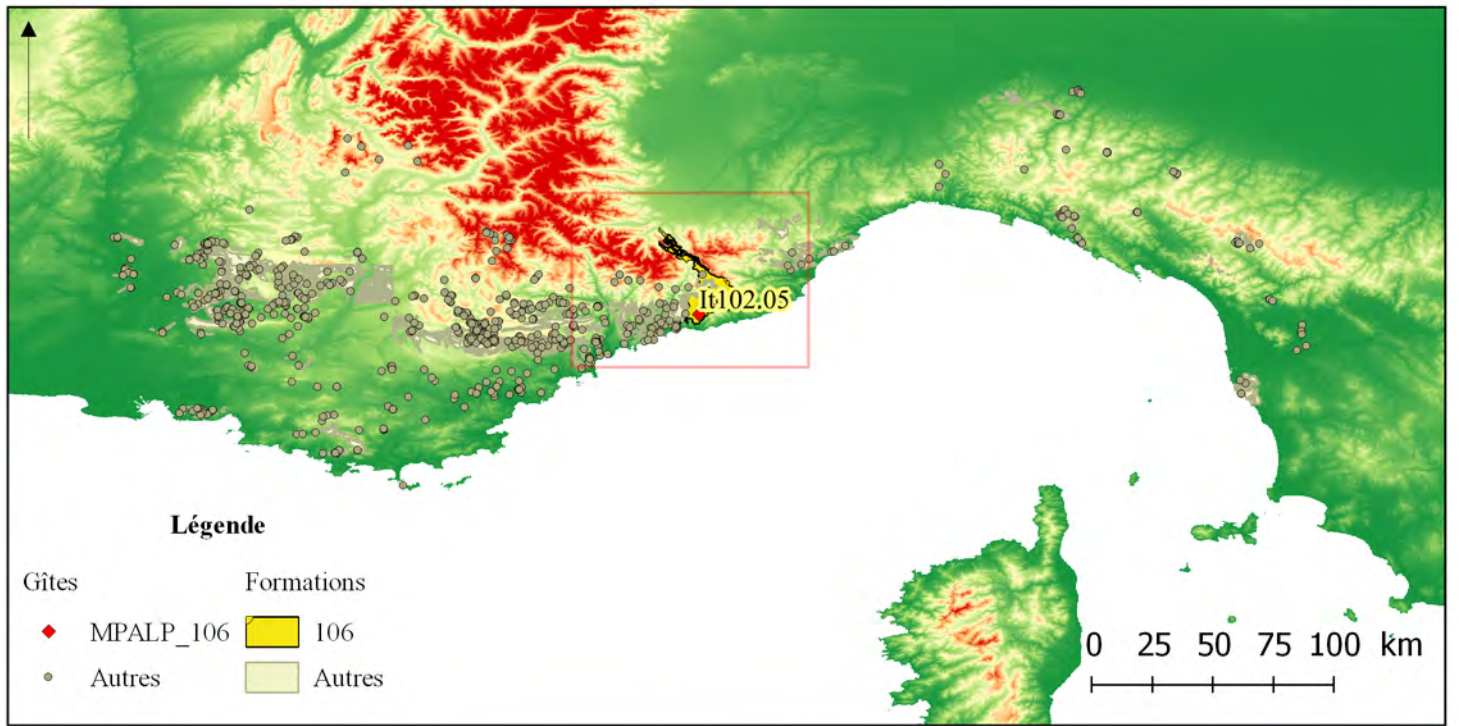 It102.05
Légende
Gîtes Formations
MPALP_106 106
Autres Autres
0 25 50 75 100 km